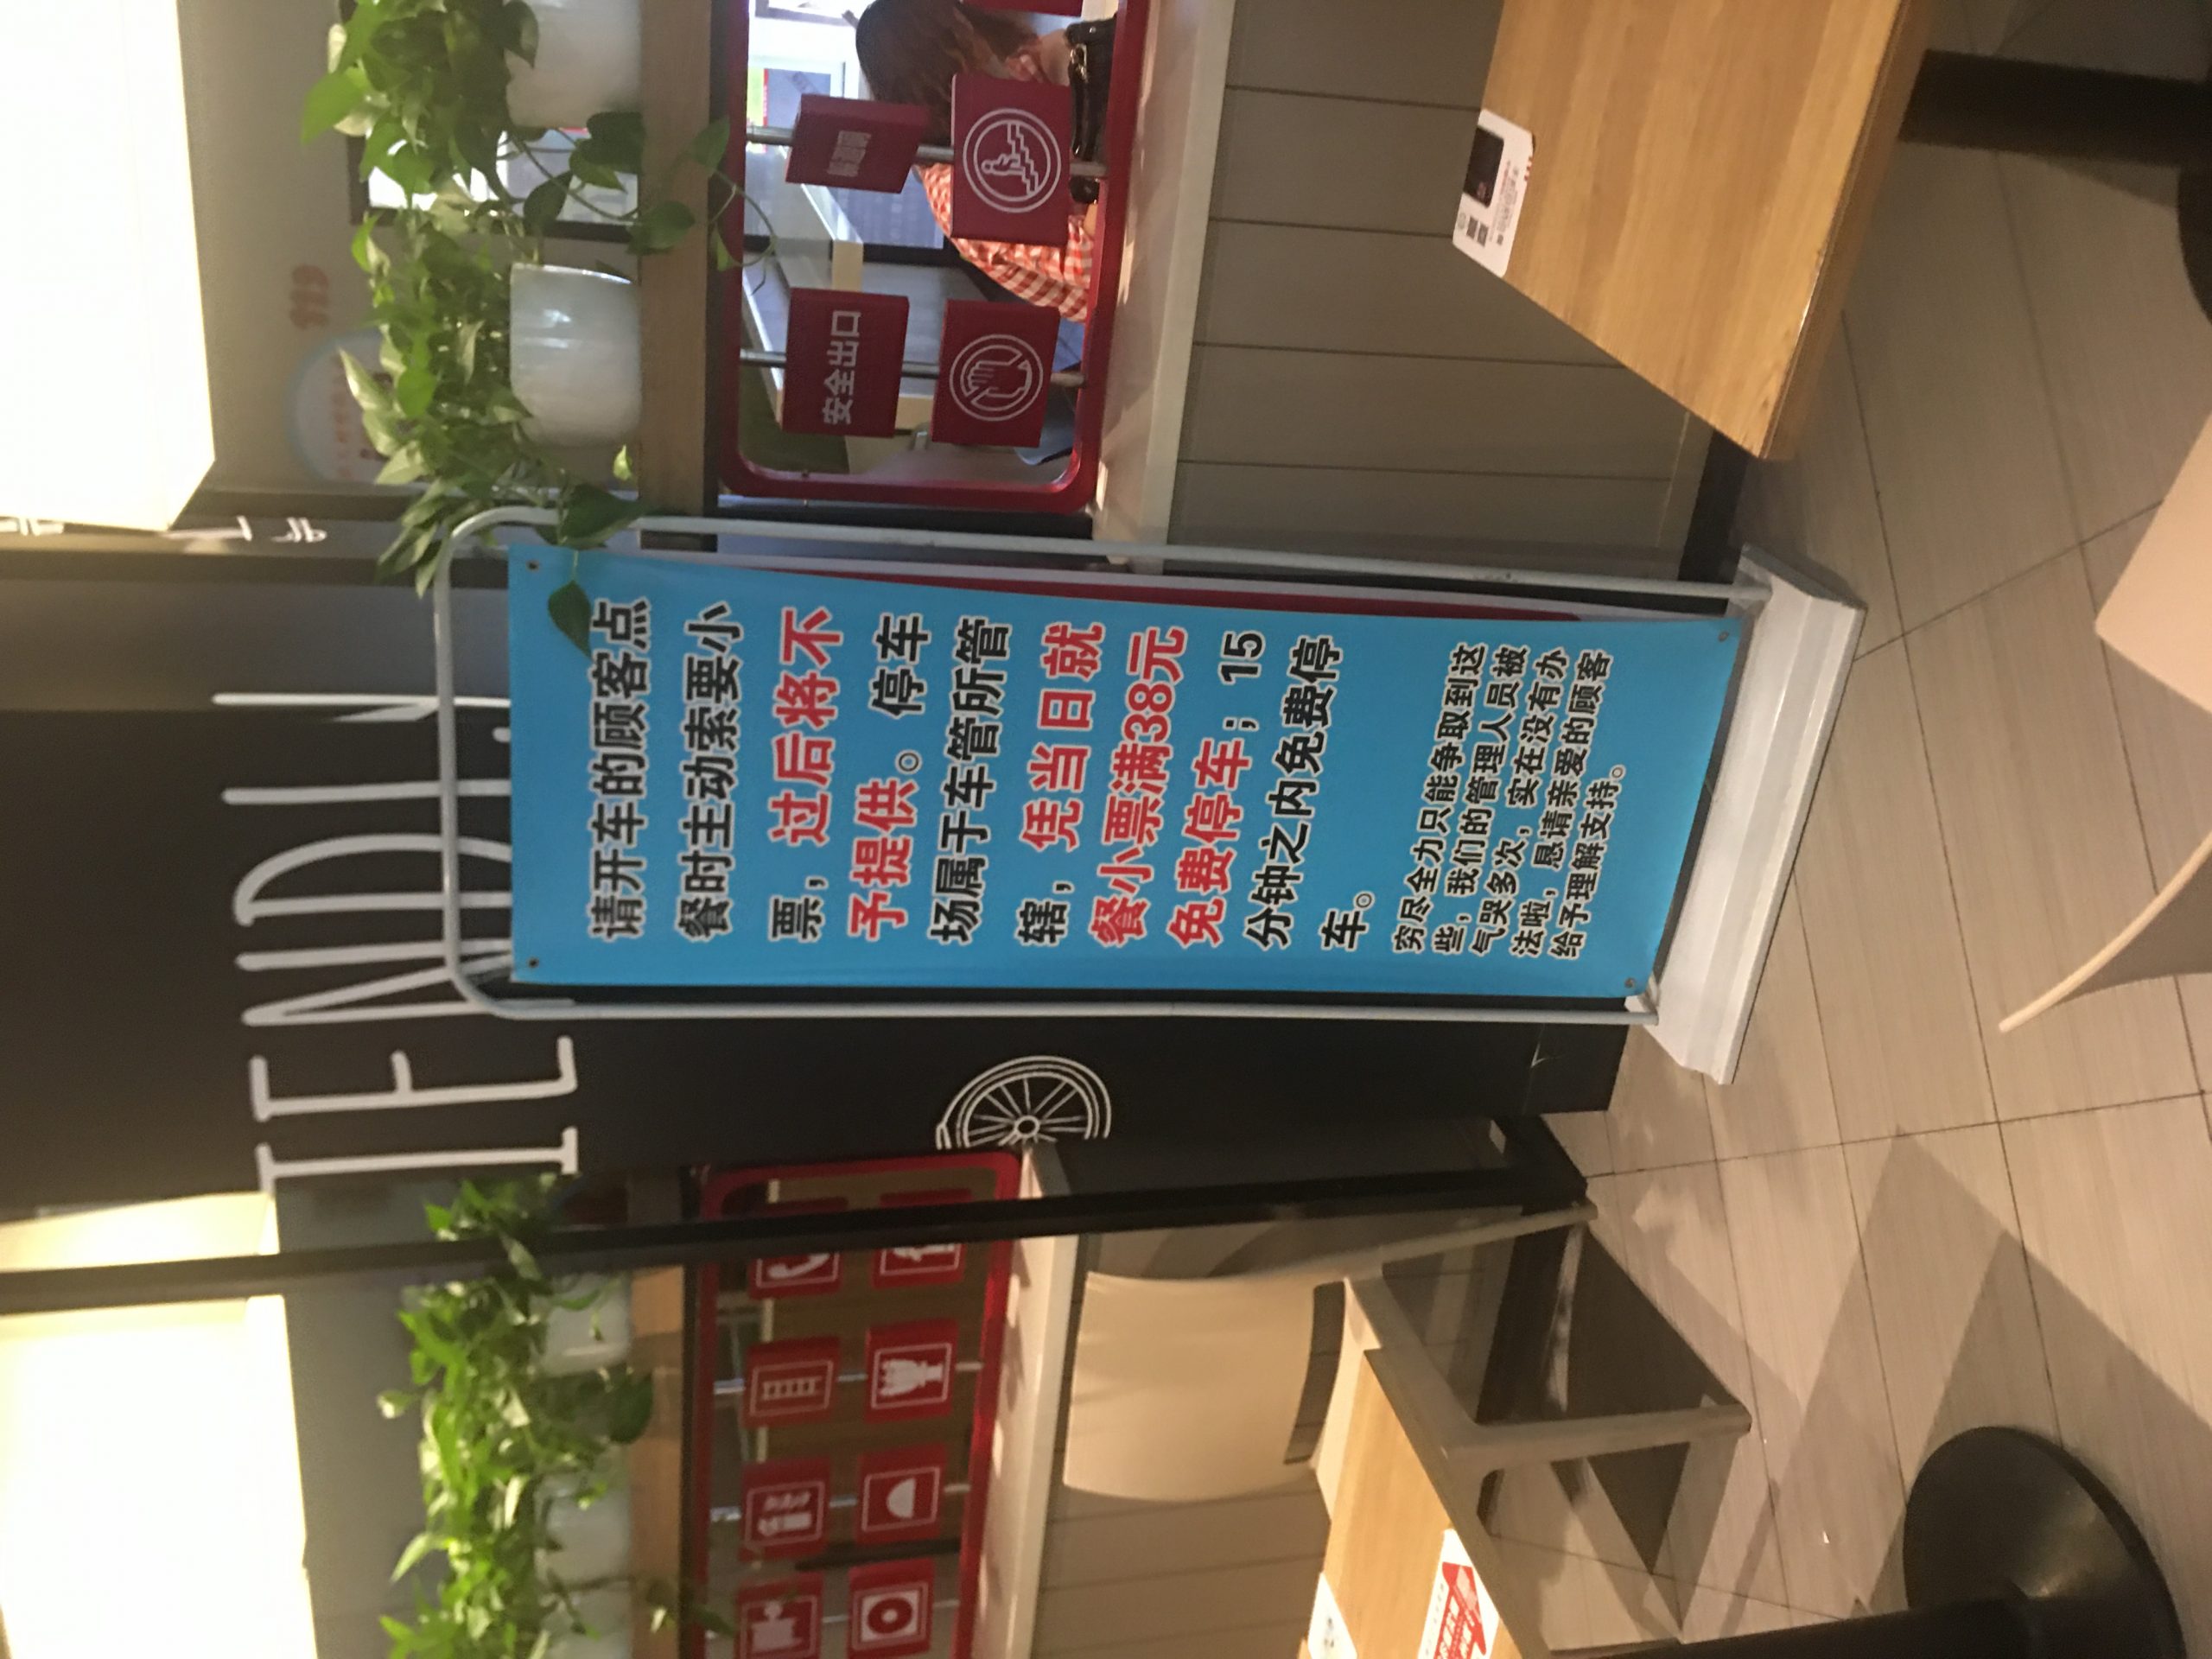 TENDLY
请开车的顾客点
餐时主动索要小
票，过后将不
予提供。停车
场属于车管所管
辖，凭当日就
餐小票满38元
免费停车；15
分钟之内免费停
车。
穷尽全力只能争取到这
些，我们的管理人员被
气哭多次，实在没有办
法啦，恳请亲爱的顾客
给予理解支持。
安全出口